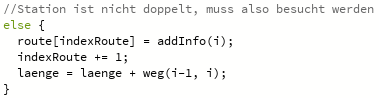 //Station ist nicht doppelt, muss also besucht werden
else {
  route[indexRoute] = addInfo(i);
  indexRoute += 1;
  laenge = laenge + weg(i-1, i);
}